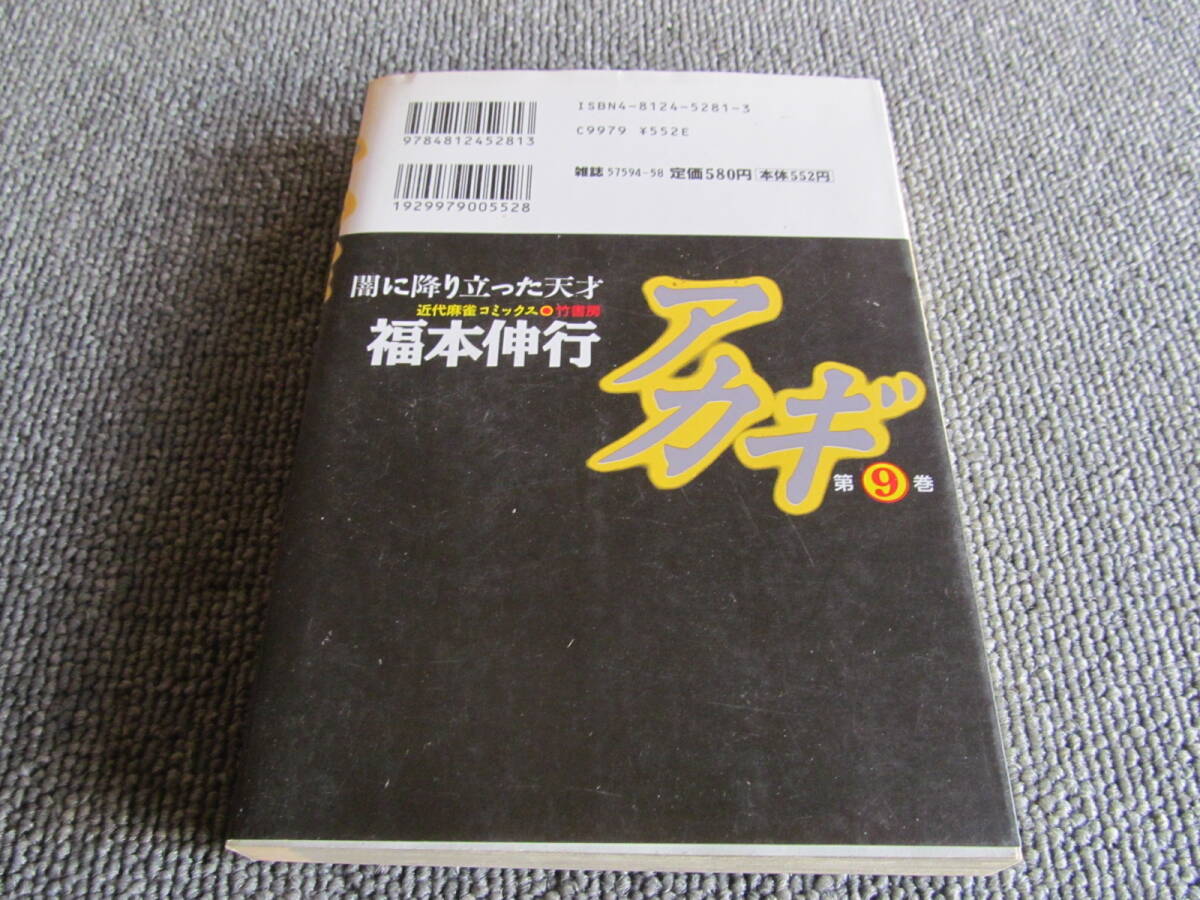 ISBN4-8124-5281-3
C9979 ¥552E
9784812452813
雑誌 57594-58 定価580円 本体552円
1929979005528
闇に降り立った天才
近代麻雀コミックス 竹書房
福本伸行
アカギ
第9巻